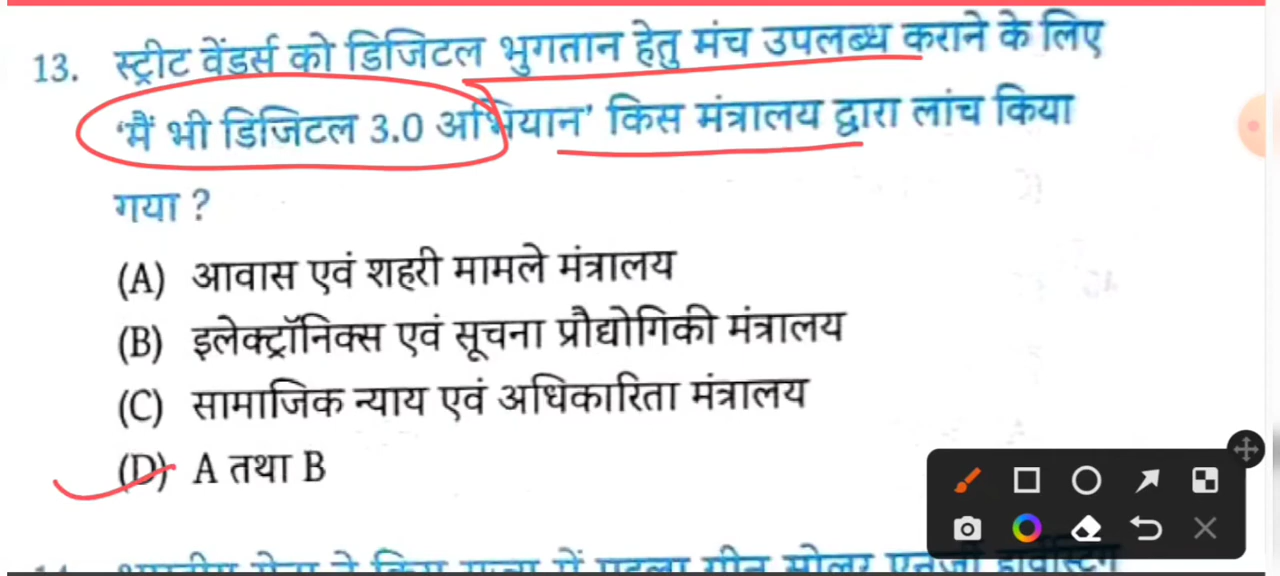 13. स्ट्रीट वेंडर्स को डिजिटल भुगतान हेतु मंच उपलब्ध कराने के लिए
‘मैं भी डिजिटल 3.0 अभियान’ किस मंत्रालय द्वारा लांच किया
गया ?
(A) आवास एवं शहरी मामले मंत्रालय
(B) इलेक्ट्रॉनिक्स एवं सूचना प्रौद्योगिकी मंत्रालय
(C) सामाजिक न्याय एवं अधिकारिता मंत्रालय
(D) A तथा B